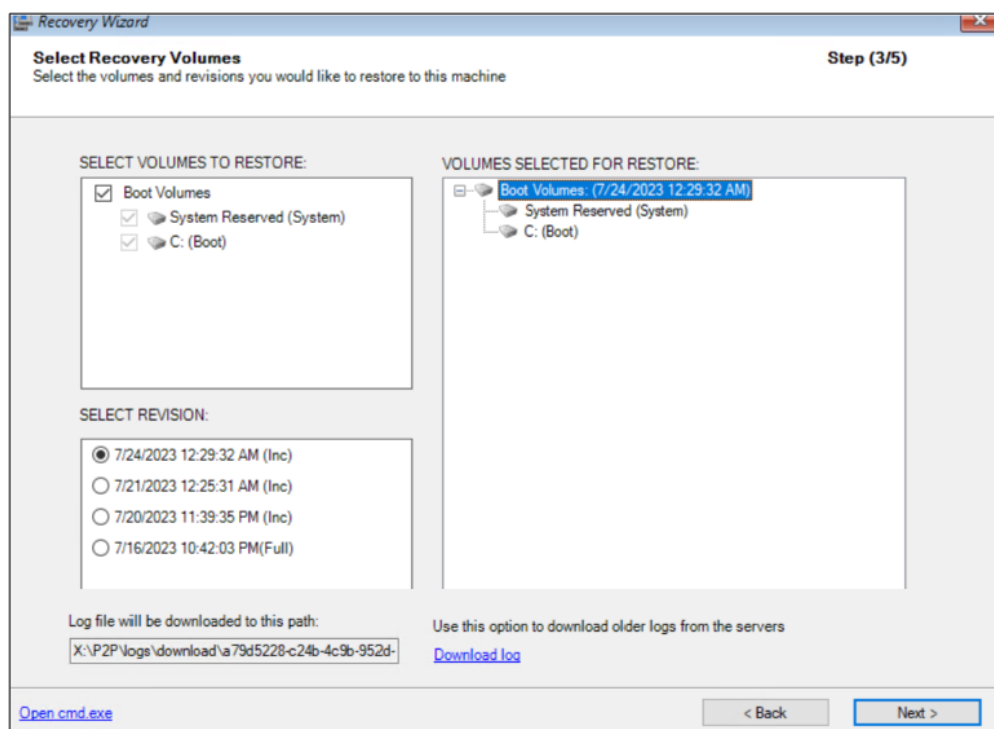 Recovery Wizard
Select Recovery Volumes
Step (3/5)
Select the volumes and revisions you would like to restore to this machine
SELECT VOLUMES TO RESTORE:
Boot Volumes
System Reserved (System)
C: (Boot)
SELECT REVISION:
7/24/2023 12:29:32 AM (Inc)
7/21/2023 12:25:31 AM (Inc)
7/20/2023 11:39:35 PM (Inc)
7/16/2023 10:42:03 PM(Full)
VOLUMES SELECTED FOR RESTORE:
Boot Volumes: (7/24/2023 12:29:32 AM)
System Reserved (System)
C: (Boot)
Log file will be downloaded to this path:
X:\P2P\logs\download\a79d5228-c24b-4c9b-952d-
Use this option to download older logs from the servers
Download log
Open cmd.exe
< Back
Next >